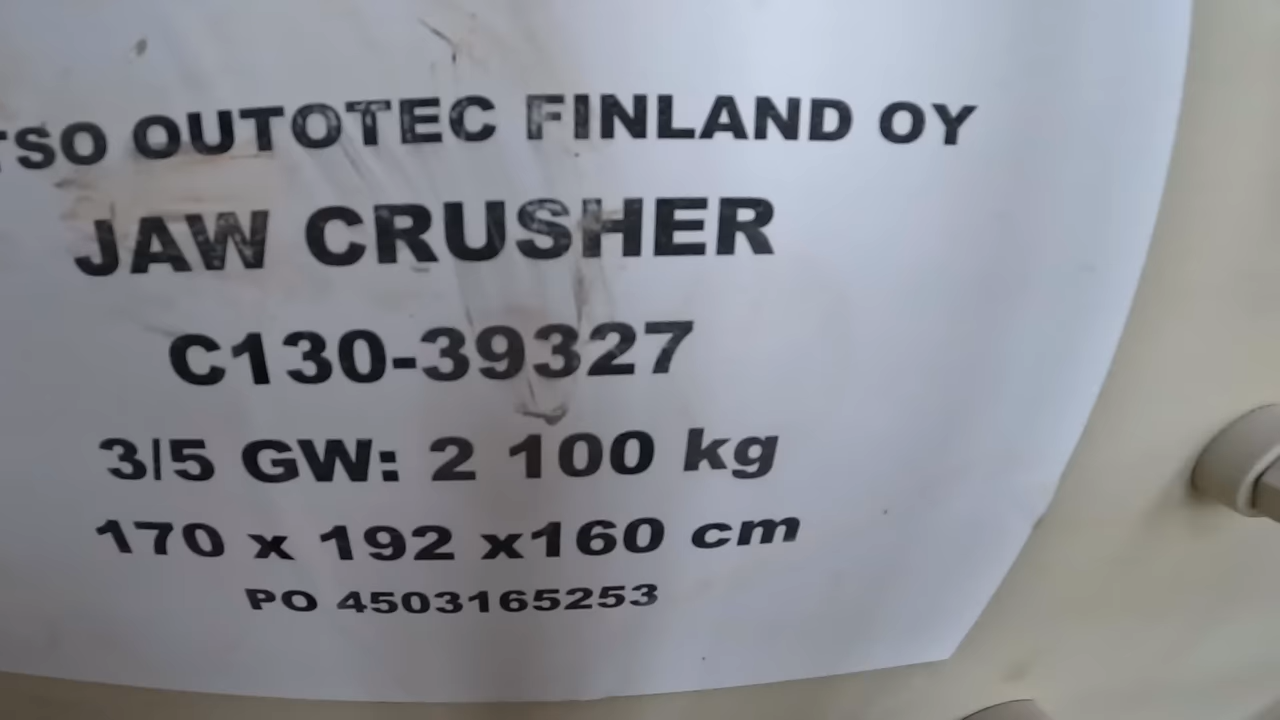 TSO OUTOTEC FINLAND OY
JAW CRUSHER
C130-39327
3/5 GW: 2 100 kg
170 x 192 x160 cm
PO 4503165253